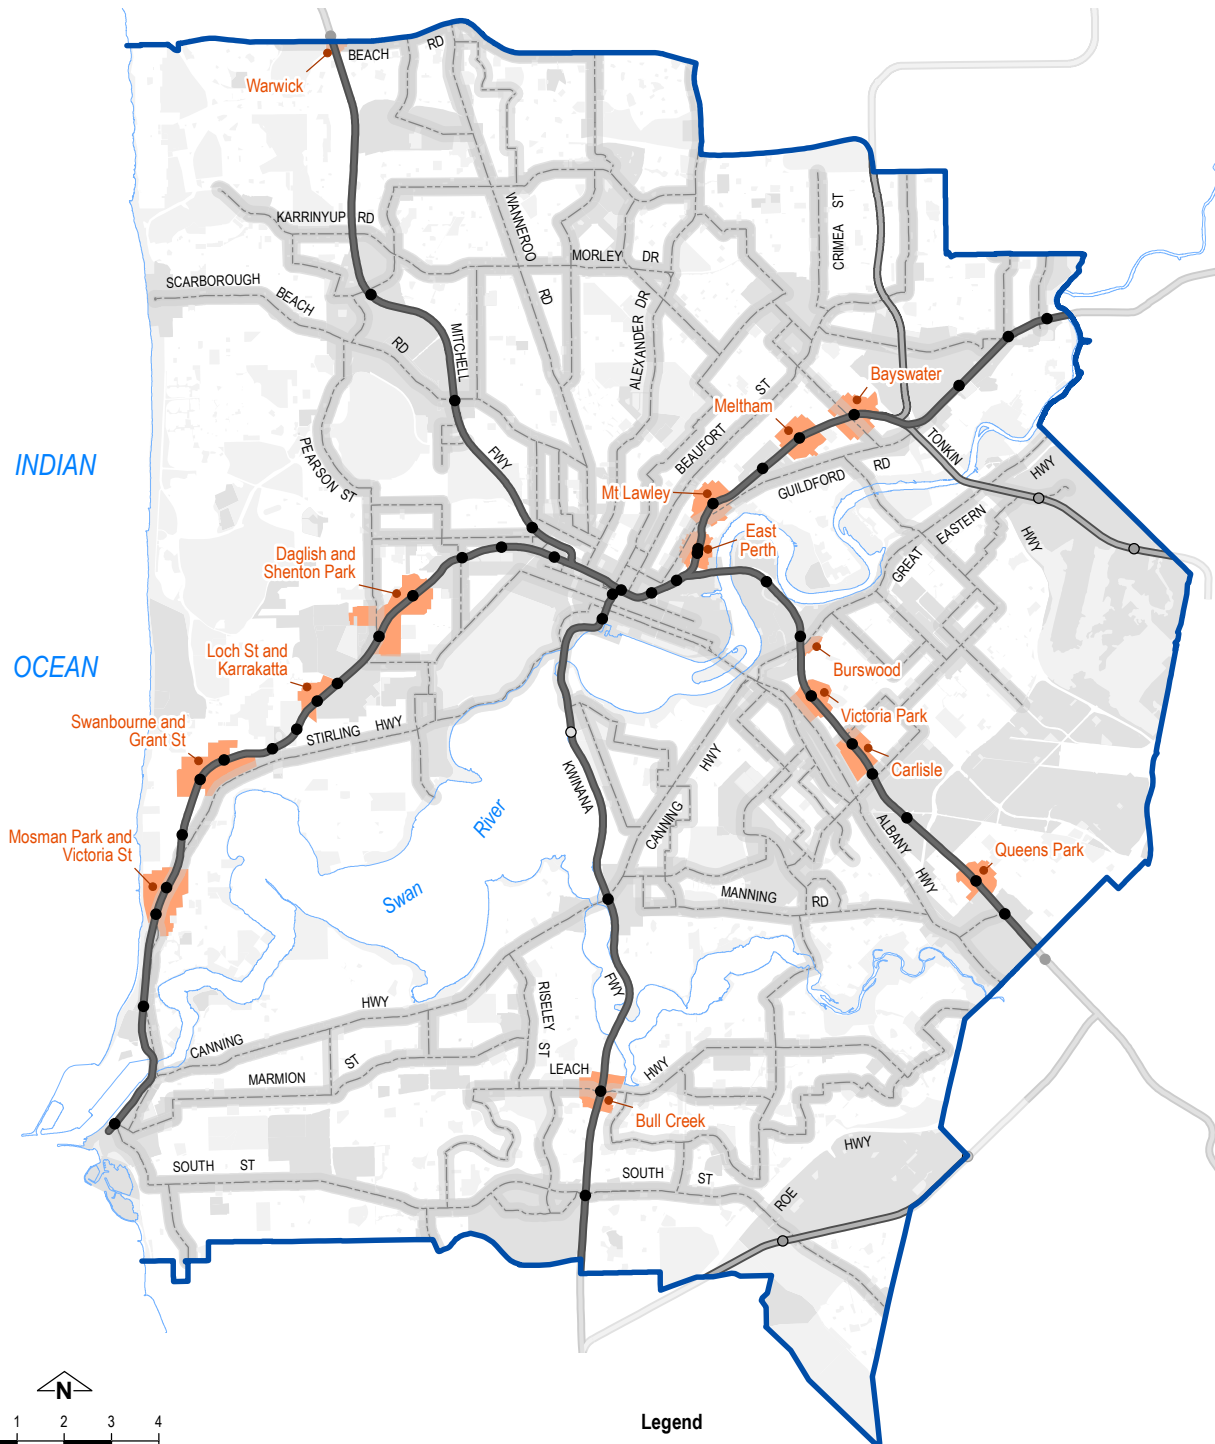 BEACH RD
Warwick
KARRINYUP RD
WANNEROO RD
CRIMEA ST
MORLEY DR
SCARBOROUGH BEACH RD
ALEXANDER DR
MITCHELL FWY
Bayswater
BEAUFORT ST
Meltham
TONKIN HWY
PEARSON ST
INDIAN
GUILDFORD RD
Mt Lawley
GREAT EASTERN HWY
East
Perth
Daglish and
Shenton Park
Loch St and
Karrakatta
OCEAN
Burswood
Swanbourne and
Grant St
STIRLING HWY
Victoria Park
KWINANA FWY
CANNING HWY
Carlisle
River
Mosman Park and
Victoria St
ALBANY HWY
Queens Park
Swan
MANNING RD
CANNING HWY
RISELEY ST
MARMION ST
LEACH HWY
Bull Creek
HWY
SOUTH ST
SOUTH ST
ROE
N
1 2 3 4
Legend